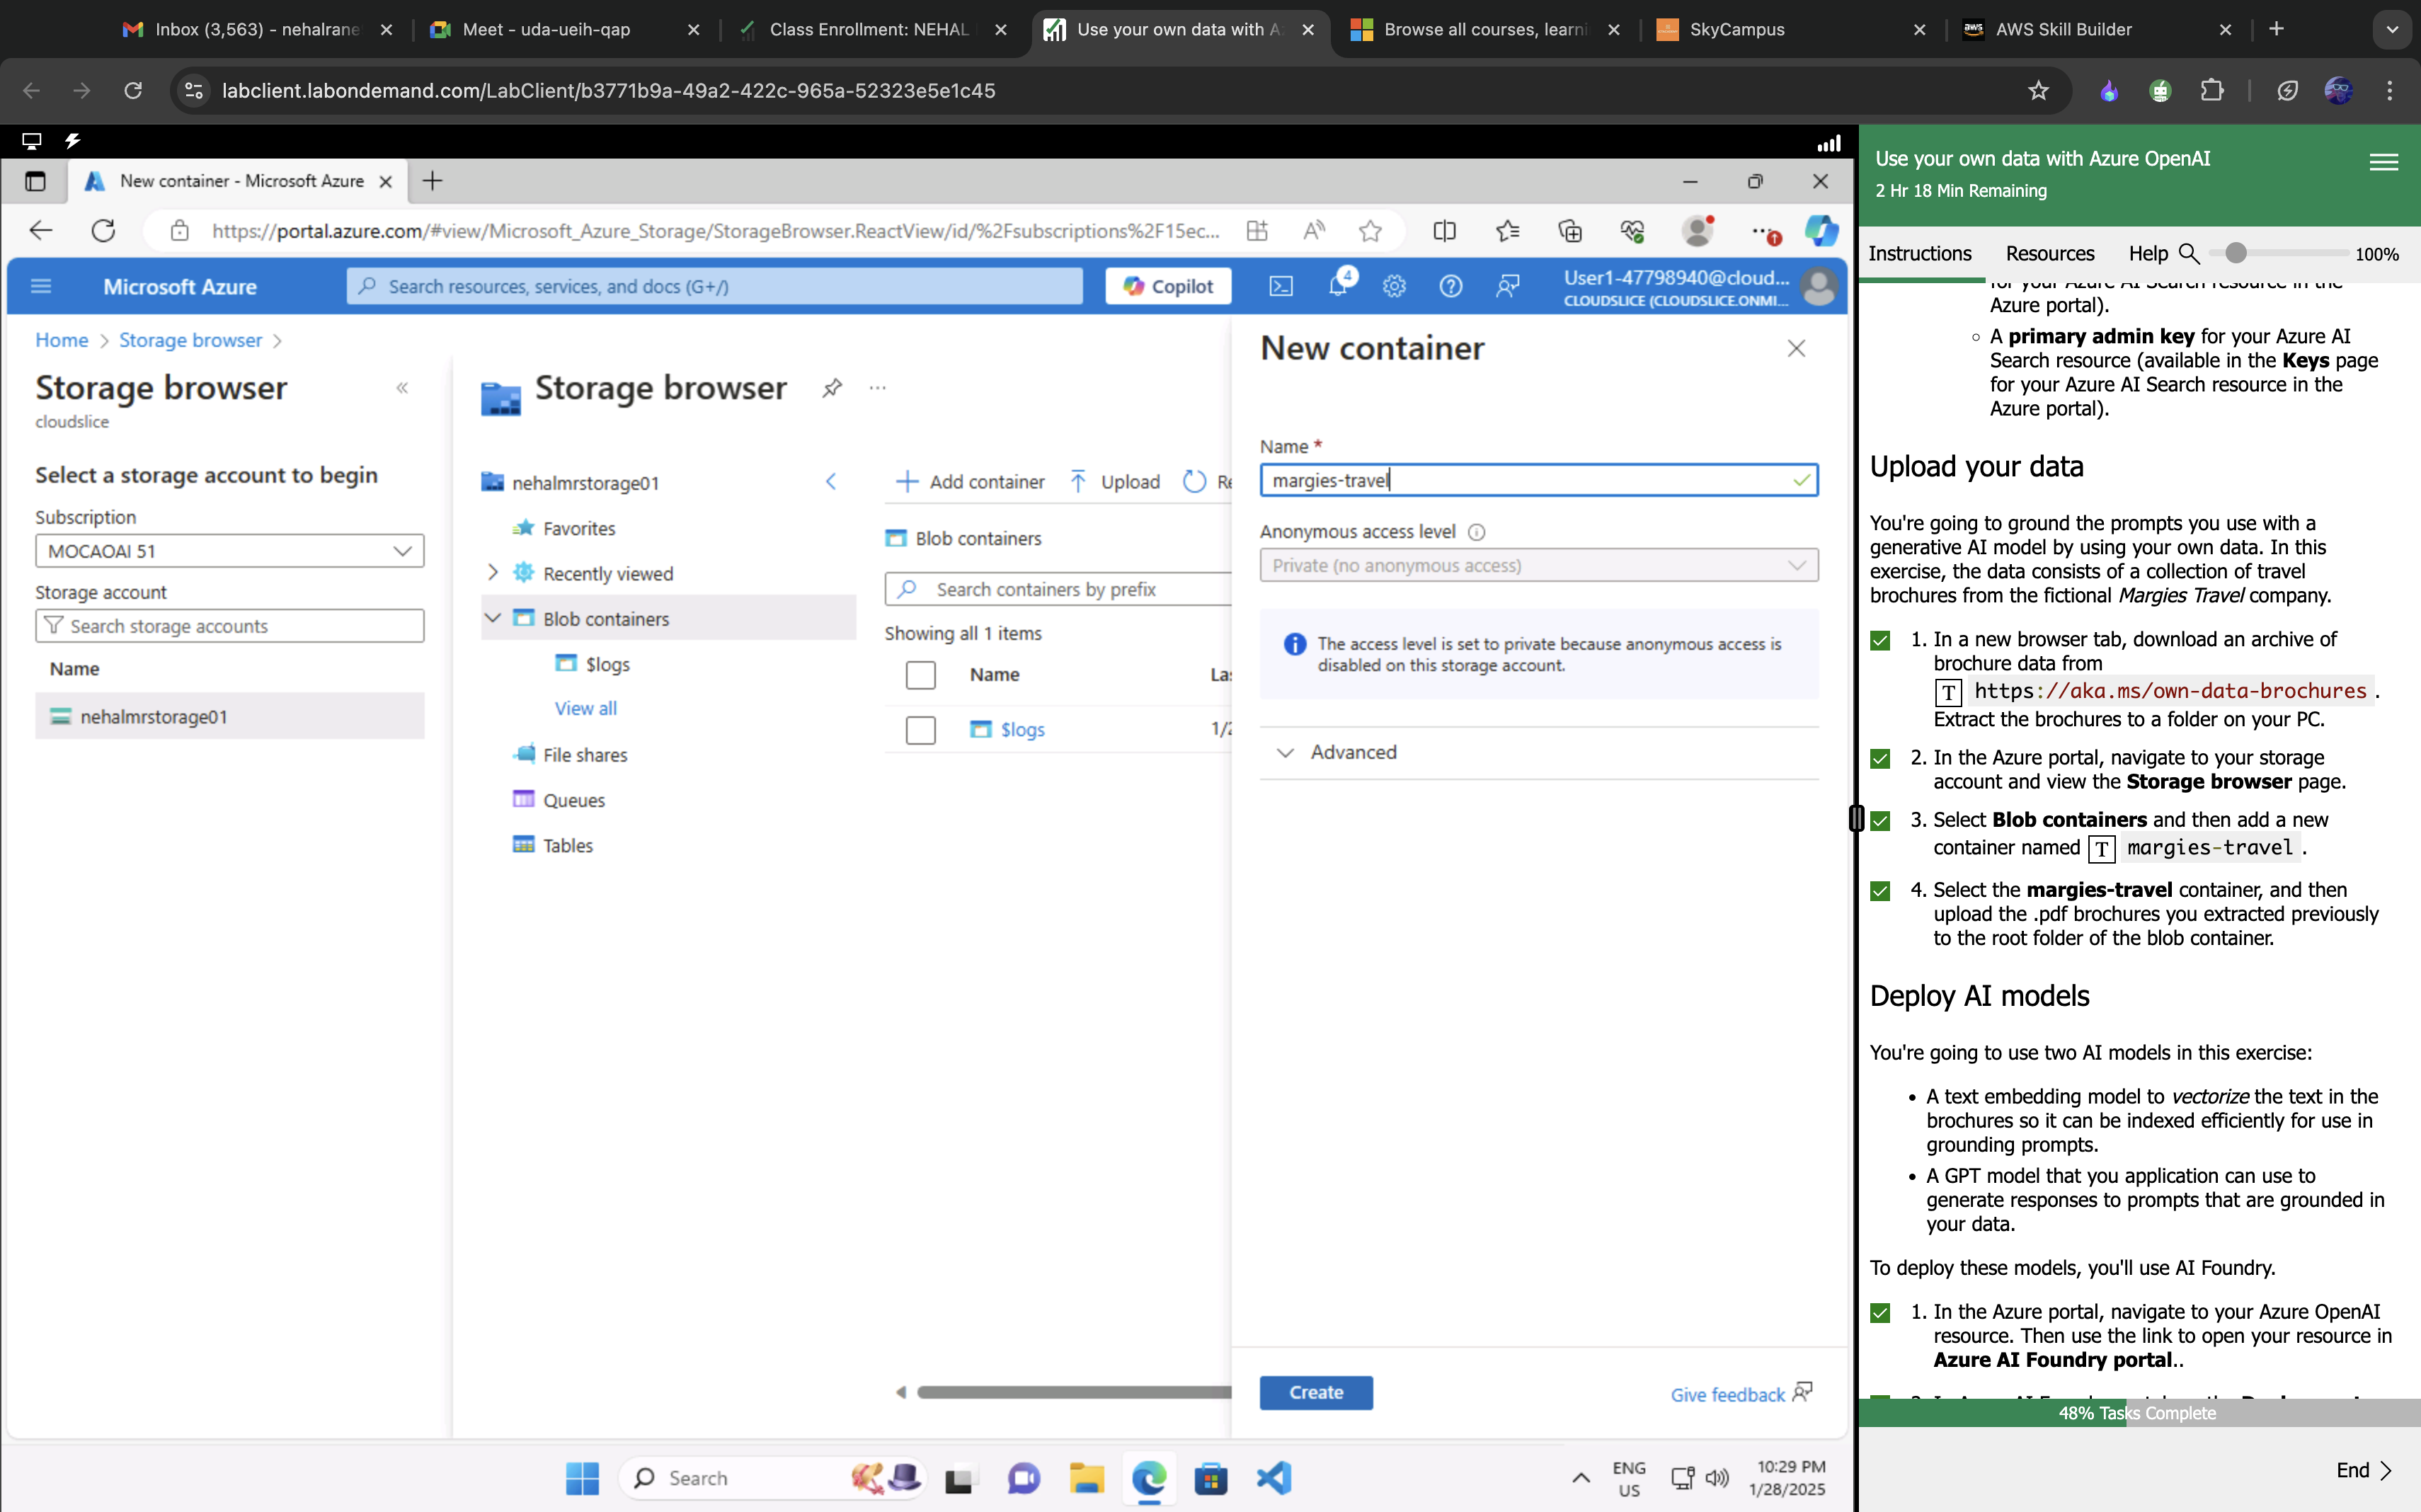 Inbox (3,563) - nehalrane
Meet - uda-ueih-qap
Class Enrollment: NEHAL
Use your own data with A
Browse all courses, learni
SkyCampus
aws
AWS Skill Builder
labclient.labondemand.com/LabClient/b3771b9a-49a2-422c-965a-52323e5e1c45
New container - Microsoft Azure
https://portal.azure.com/#view/Microsoft_Azure_Storage/StorageBrowser.ReactView/id/%2Fsubscriptions%2F15ec...
Microsoft Azure
Search resources, services, and docs (G+/)
Copilot
4
User1-47798940@cloud...
CLOUDSLICE (CLOUDSLICE.ONMI...
Home > Storage browser >
Storage browser
cloudslice
Select a storage account to begin
Subscription
MOCAOAI 51
Storage account
Search storage accounts
Name
nehalmrstorage01
Storage browser
nehalmrstorage01
Favorites
Recently viewed
Blob containers
$logs
View all
File shares
Queues
Tables
Add container
Upload
Re
Blob containers
Search containers by prefix
Showing all 1 items
Name
Las
$logs
1/2
New container
Name *
margies-travel
Anonymous access level
Private (no anonymous access)
The access level is set to private because anonymous access is
disabled on this storage account.
Advanced
Create
Give feedback
Search
ENG
US
10:29 PM
1/28/2025
Use your own data with Azure OpenAI
2 Hr 18 Min Remaining
Instructions
Resources
Help
100%
for your Azure AI Search resource in the
Azure portal).
A primary admin key for your Azure AI
Search resource (available in the Keys page
for your Azure AI Search resource in the
Azure portal).
Upload your data
You're going to ground the prompts you use with a
generative AI model by using your own data. In this
exercise, the data consists of a collection of travel
brochures from the fictional Margies Travel company.
1. In a new browser tab, download an archive of
brochure data from
T https://aka.ms/own-data-brochures .
Extract the brochures to a folder on your PC.
2. In the Azure portal, navigate to your storage
account and view the Storage browser page.
3. Select Blob containers and then add a new
container named T margies-travel .
4. Select the margies-travel container, and then
upload the .pdf brochures you extracted previously
to the root folder of the blob container.
Deploy AI models
You're going to use two AI models in this exercise:
• A text embedding model to vectorize the text in the
brochures so it can be indexed efficiently for use in
grounding prompts.
• A GPT model that you application can use to
generate responses to prompts that are grounded in
your data.
To deploy these models, you'll use AI Foundry.
1. In the Azure portal, navigate to your Azure OpenAI
resource. Then use the link to open your resource in
Azure AI Foundry portal..
48% Tasks Complete
End